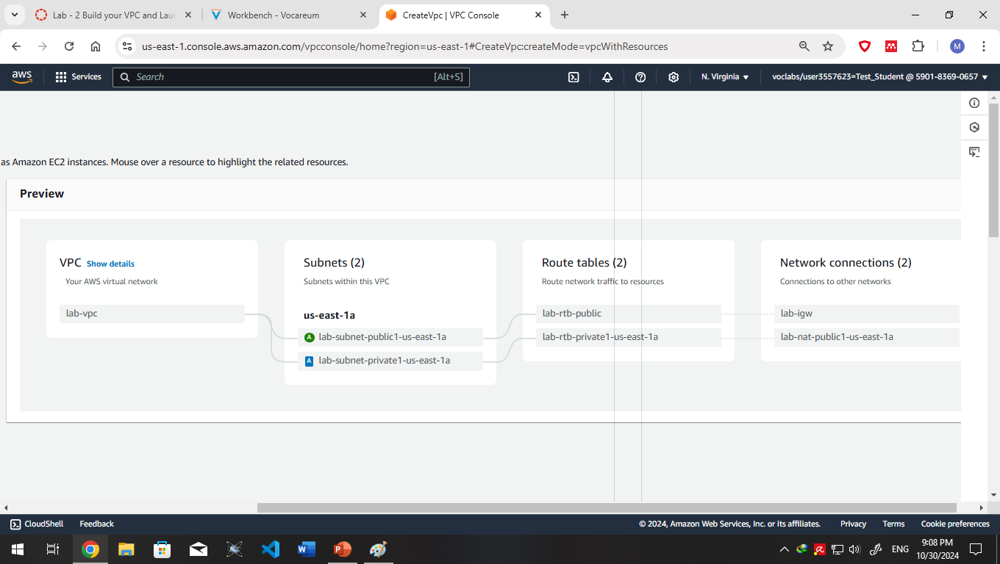 Lab - 2 Build your VPC and Lau
Workbench - Vocareum
CreateVpc | VPC Console
us-east-1.console.aws.amazon.com/vpcconsole/home?region=us-east-1#CreateVpc:createMode=vpcWithResources
M
aws
Services
Search
[Alt+S]
N. Virginia
voclabs/user3557623=Test_Student @ 5901-8369-0657
as Amazon EC2 instances. Mouse over a resource to highlight the related resources.
Preview
VPC Show details
Your AWS virtual network
lab-vpc
Subnets (2)
Subnets within this VPC
us-east-1a
A lab-subnet-public1-us-east-1a
A lab-subnet-private1-us-east-1a
Route tables (2)
Route network traffic to resources
lab-rtb-public
lab-rtb-private1-us-east-1a
Network connections (2)
Connections to other networks
lab-igw
lab-nat-public1-us-east-1a
CloudShell
Feedback
© 2024, Amazon Web Services, Inc. or its affiliates.
Privacy
Terms
Cookie preferences
ENG
9:08 PM
10/30/2024